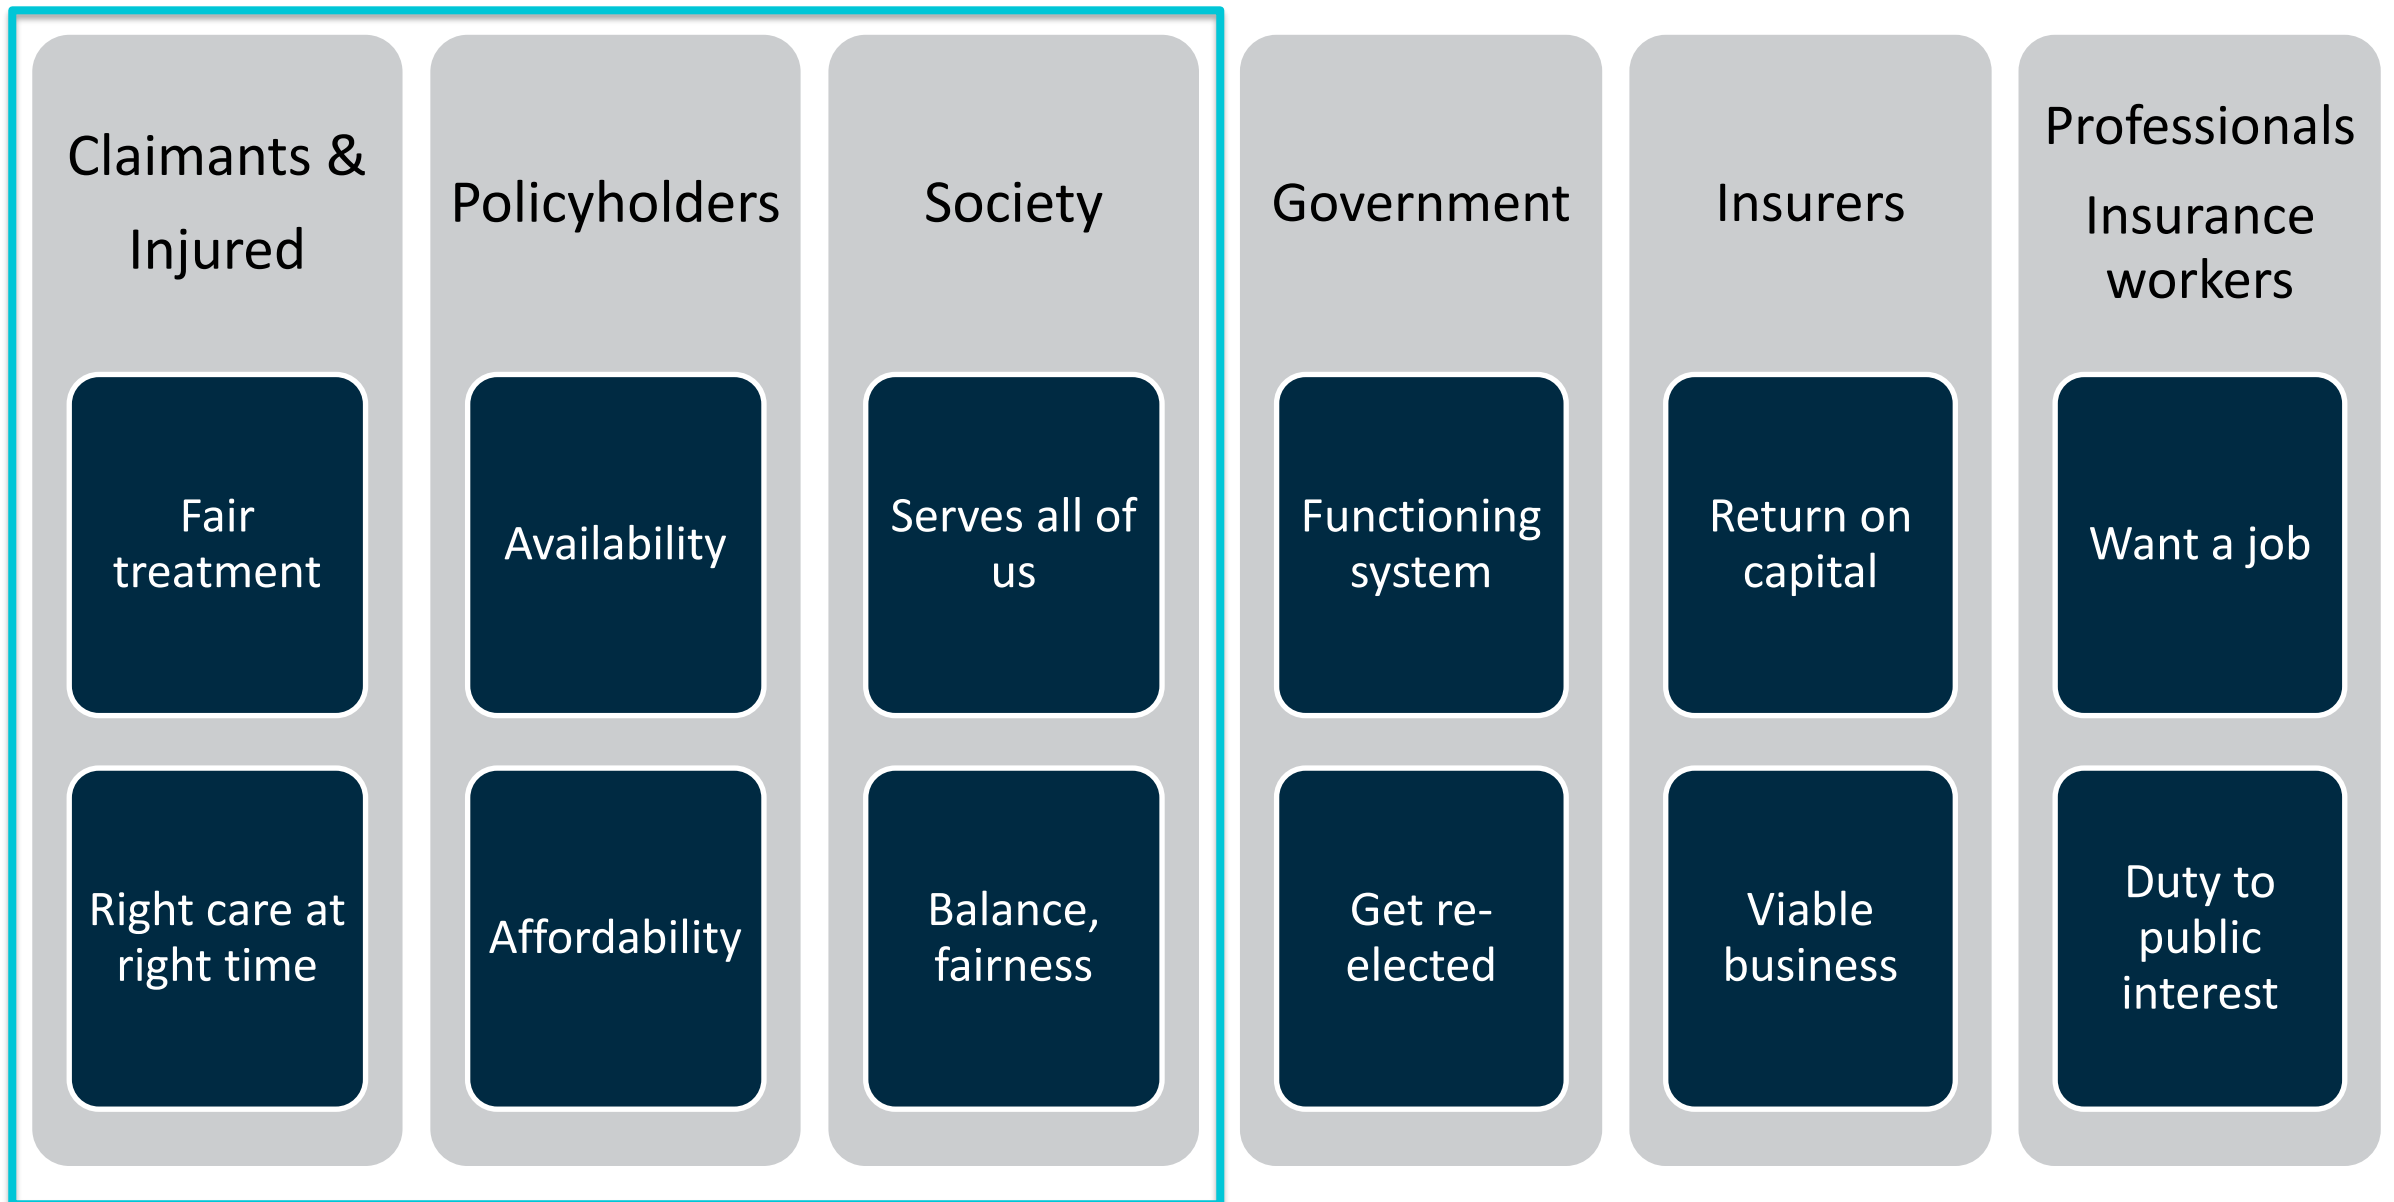 Claimants &
Injured
Fair
treatment
Right care at
right time
Policyholders
Availability
Affordability
Society
Serves all of
us
Balance,
fairness
Government
Functioning
system
Get re-
elected
Insurers
Return on
capital
Viable
business
Professionals
Insurance
workers
Want a job
Duty to
public
interest